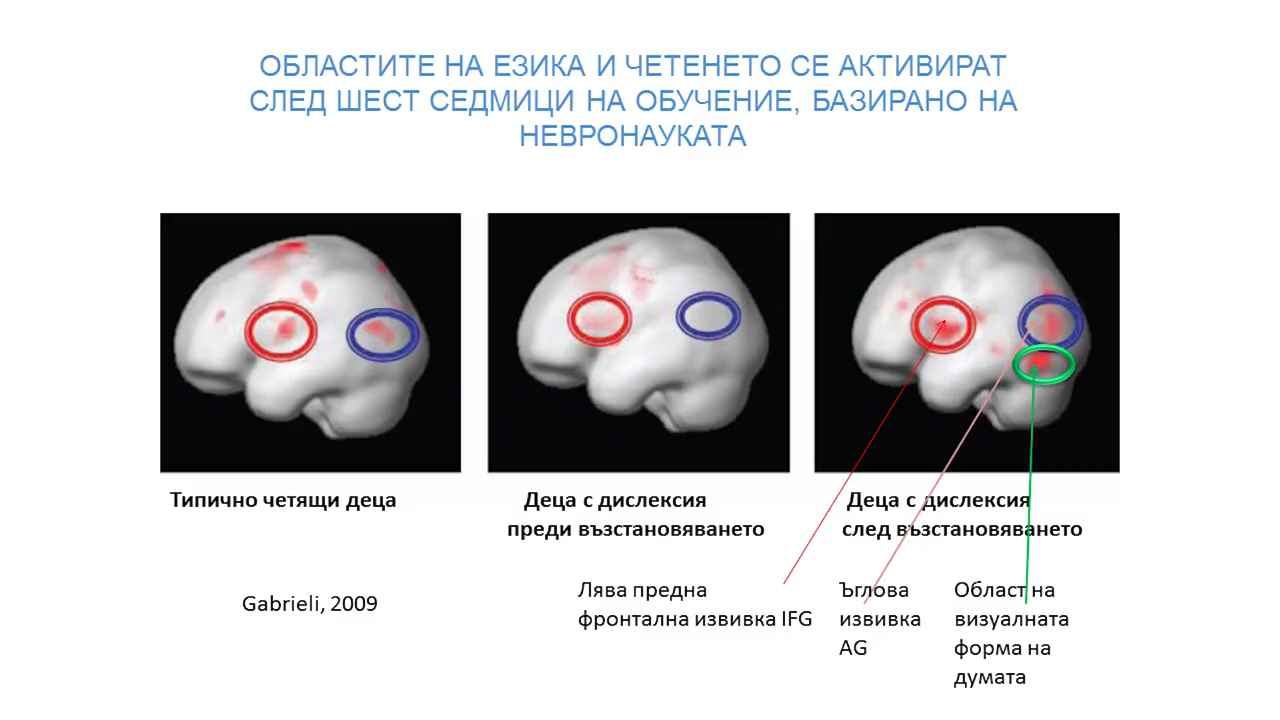 ОБЛАСТИТЕ НА ЕЗИКА И ЧЕТЕНЕТО СЕ АКТИВИРАТ
СЛЕД ШЕСТ СЕДМИЦИ НА ОБУЧЕНИЕ, БАЗИРАНО НА
НЕВРОНАУКАТА
Типично четящи деца
Деца с дислексия
преди възстановяването
Деца с дислексия
след възстановяването
Gabrieli, 2009
Лява предна
фронтална извивка IFG
Ъглова
извивка
AG
Област на
визуалната
форма на
думата